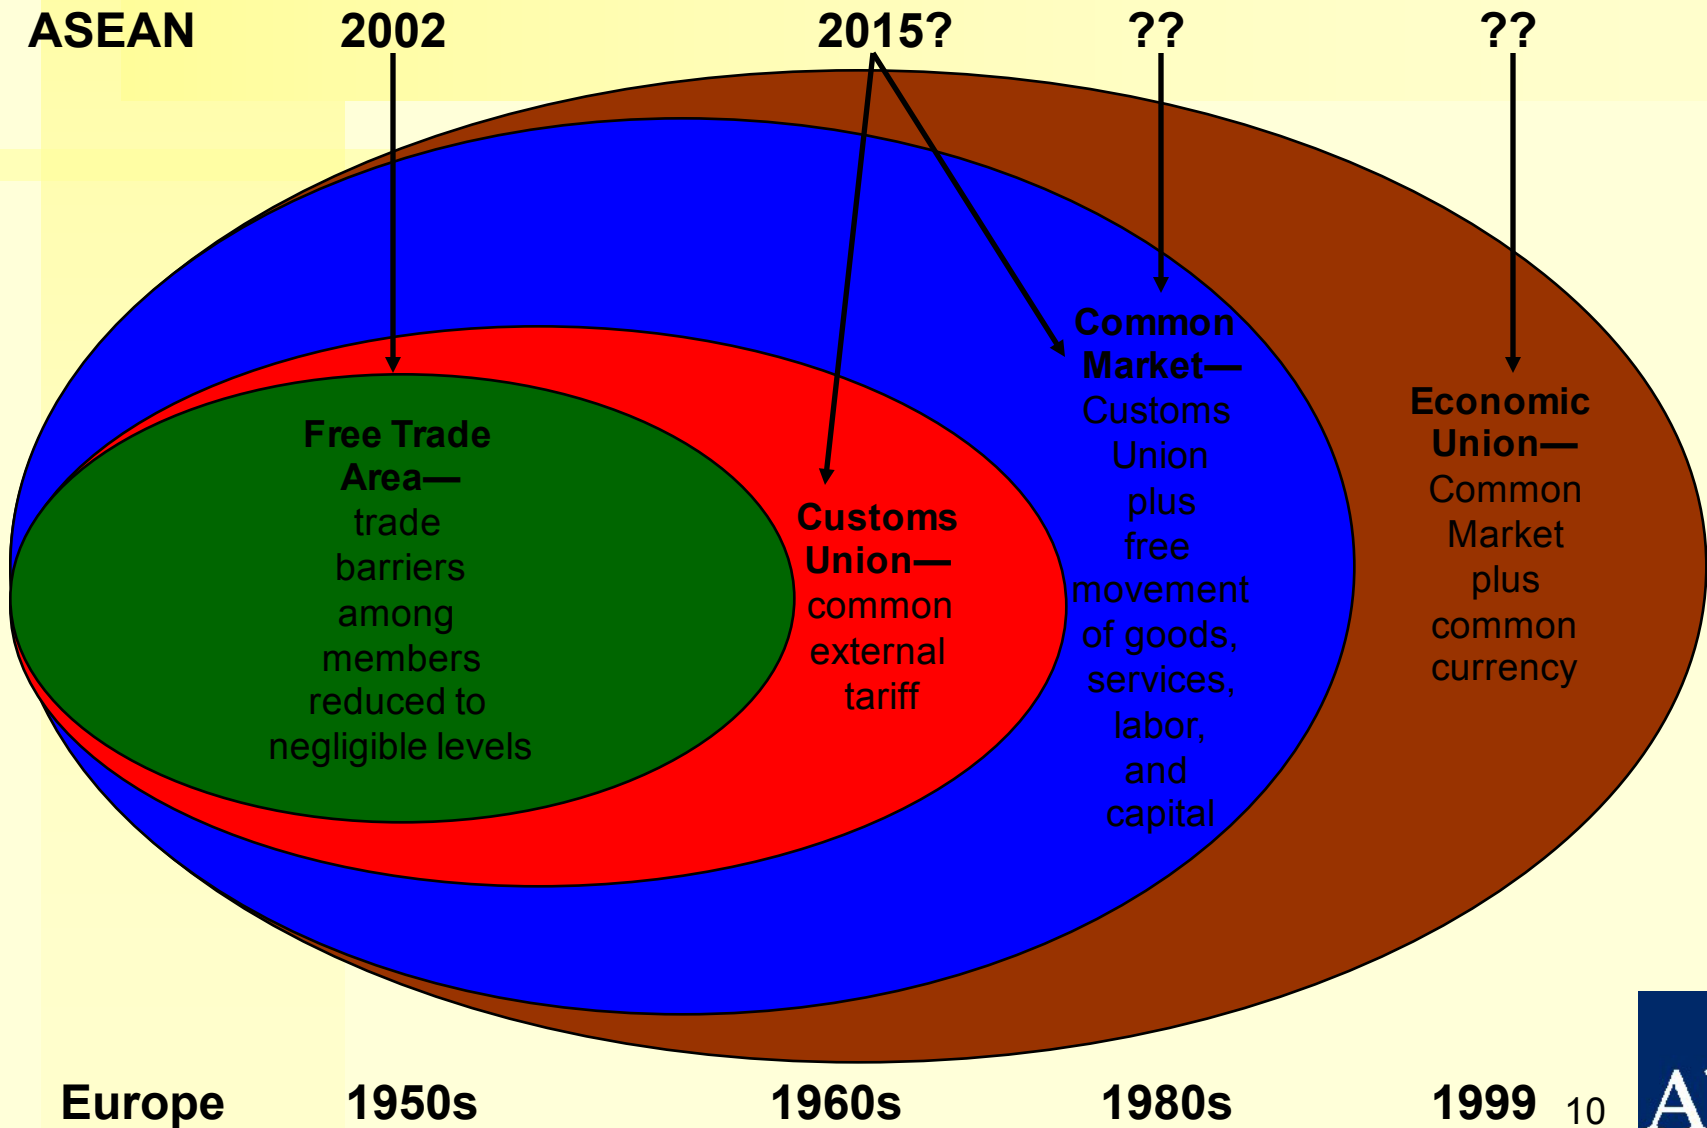 ASEAN 2002 2015? ?? ??
Free Trade
Area—
trade
barriers
among
members
reduced to
negligible levels
Customs
Union—
common
external
tariff
Common
Market—
Customs
Union
plus
free
movement
of goods,
services,
labor,
and
capital
Economic
Union—
Common
Market
plus
common
currency
Europe 1950s 1960s 1980s 1999 10